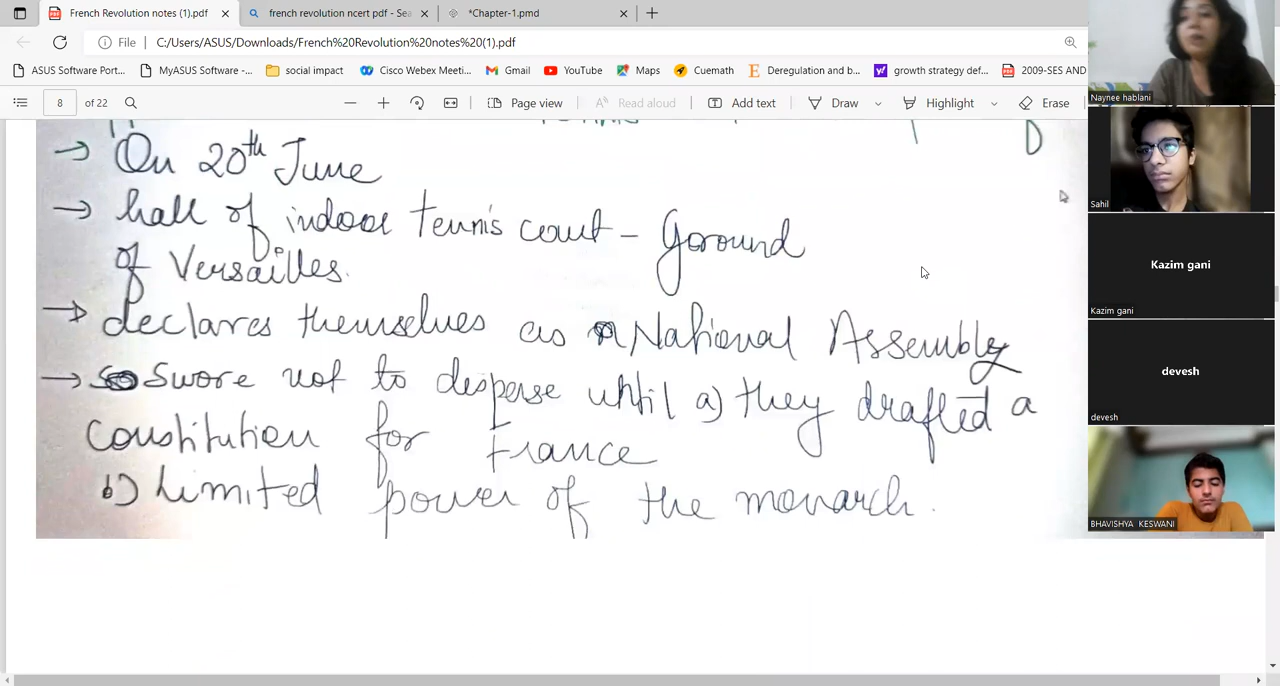 French Revolution notes (1).pdf
french revolution ncert pdf - Sea
*Chapter-1.pmd
File
C:/Users/ASUS/Downloads/French%20Revolution%20notes%20(1).pdf
ASUS Software Port...
MyASUS Software -...
social impact
Cisco Webex Meeti...
Gmail
YouTube
Maps
Cuemath
Deregulation and b...
growth strategy def...
2009-SES AND
8 of 22
Page view
Read aloud
Add text
Draw
Highlight
Erase
→ On 20th June
→ hall of indoor tennis court - Ground
of Versailles.
→ declares themselves as National Assembly
→ Swore not to disperse until a) they drafted a
constitution for France
b) Limited power of the monarch.
Naynee hablani
Sahil
Kazim gani
Kazim gani
devesh
devesh
BHAVISHYA KESWANI